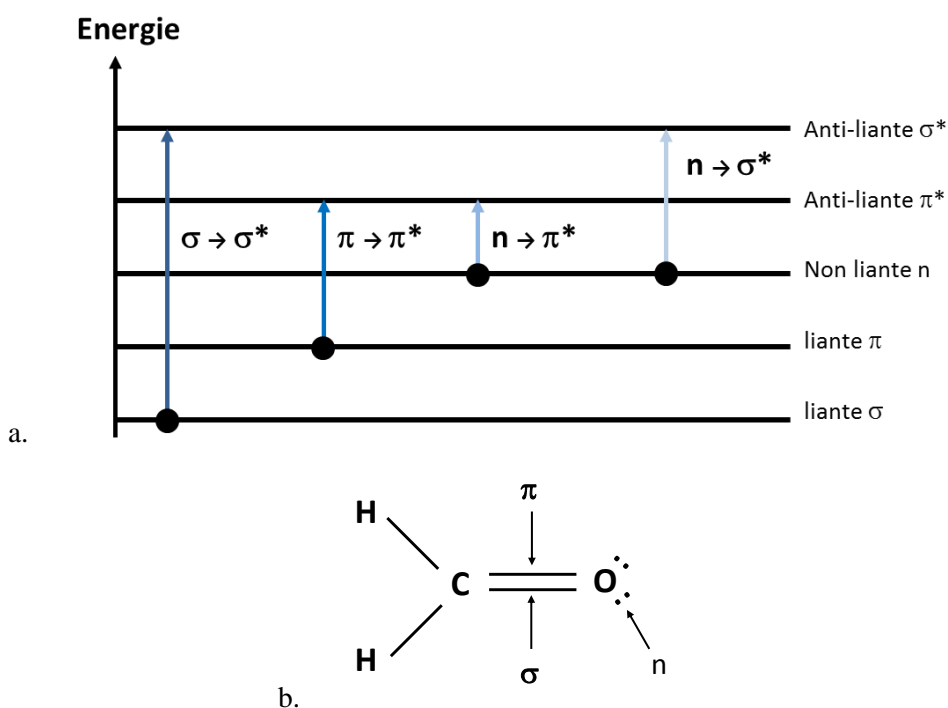 Energie
Anti-liante σ*
n → σ*
Anti-liante π*
σ → σ*
π → π*
n → π*
Non liante n
liante π
liante σ
a.
π
H
C
O
H
σ
n
b.